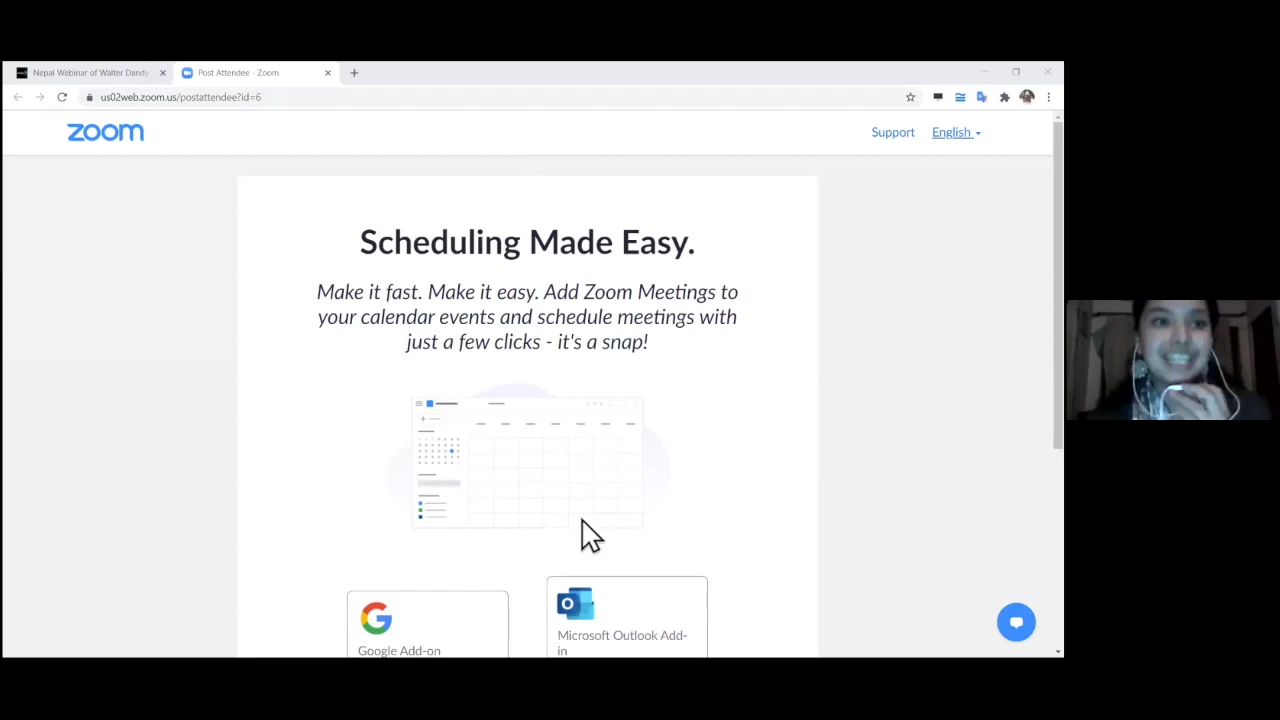 Nepal Webinar of Walter Dandy
Post Attendee - Zoom
us02web.zoom.us/postattendee?id=6
zoom
Support
English
Scheduling Made Easy.
Make it fast. Make it easy. Add Zoom Meetings to
your calendar events and schedule meetings with
just a few clicks - it's a snap!
Google Add-on
Microsoft Outlook Add-
in